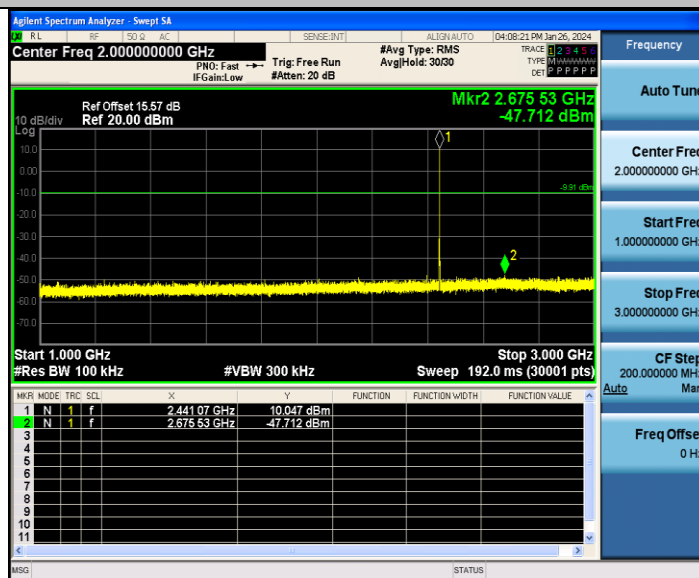 Agilent Spectrum Analyzer - Swept SA
RL RF 50 Ω AC SENSE:INT ALIGNAUTO 04:08:21 PM Jan 26, 2024
Center Freq 2.000000000 GHz #Avg Type: RMS TRACE 1 2 3 4 5 6
PNO: Fast Trig: Free Run Avg|Hold: 30/30 TYPE M
IFGain:Low #Atten: 20 dB DET P P P P P P
Mkr2 2.675 53 GHz
Ref Offset 15.57 dB
10 dB/div Ref 20.00 dBm -47.712 dBm
Log
1
10.0
0.00
-9.91 dBm
-10.0
-20.0
-30.0
-40.0
2
-50.0
-60.0
-70.0
Start 1.000 GHz Stop 3.000 GHz
#Res BW 100 kHz #VBW 300 kHz Sweep 192.0 ms (30001 pts)
MKR MODE TRC SCL X Y FUNCTION FUNCTION WIDTH FUNCTION VALUE
1 N 1 f 2.441 07 GHz 10.047 dBm
2 N 1 f 2.675 53 GHz -47.712 dBm
3
4
5
6
7
8
9
10
11
MSG STATUS
Frequency
Auto Tune
Center Freq
2.000000000 GHz
Start Freq
1.000000000 GHz
Stop Freq
3.000000000 GHz
CF Step
200.000000 MHz
Auto Man
Freq Offset
0 Hz